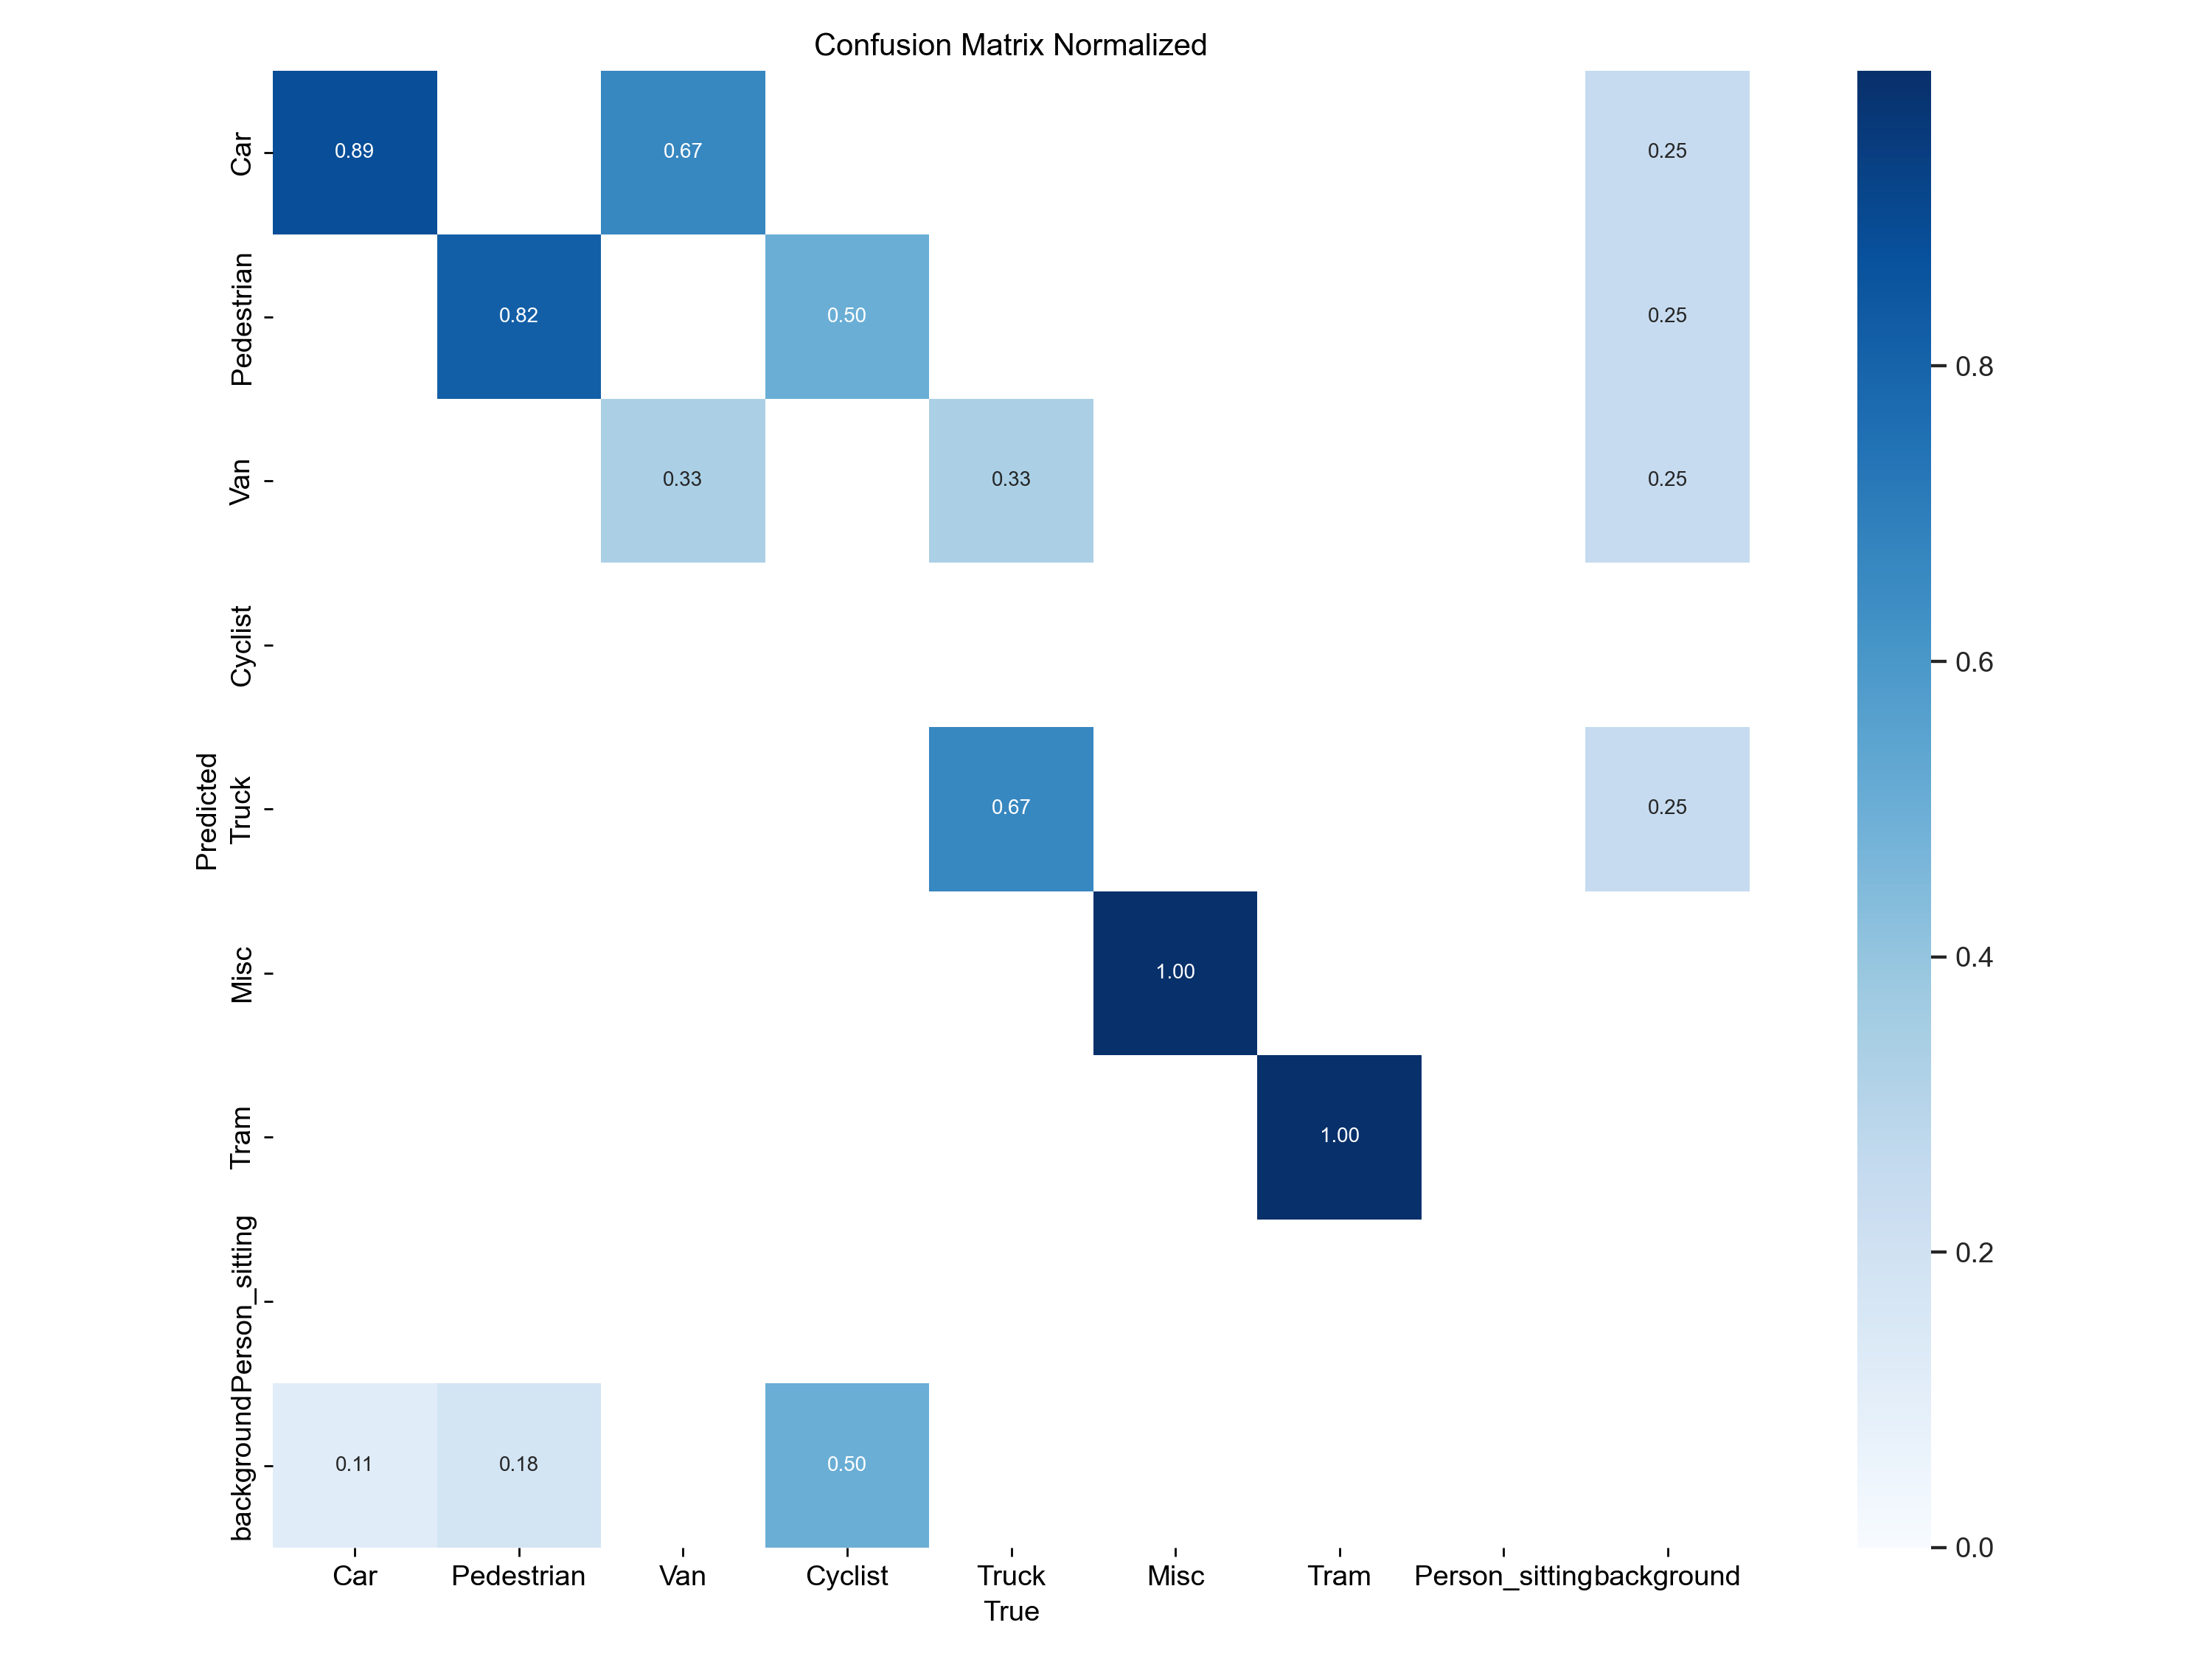 Confusion Matrix Normalized
Car
0.89
0.67
0.25
Pedestrian
0.82
0.50
0.25
0.8
Van
0.33
0.33
0.25
0.6
Cyclist
Predicted
Truck
0.67
0.25
0.4
Misc
1.00
Tram
1.00
0.2
Person_sitting
background
0.11
0.18
0.50
0.0
Car Pedestrian Van Cyclist Truck Misc Tram Person_sitting background
True